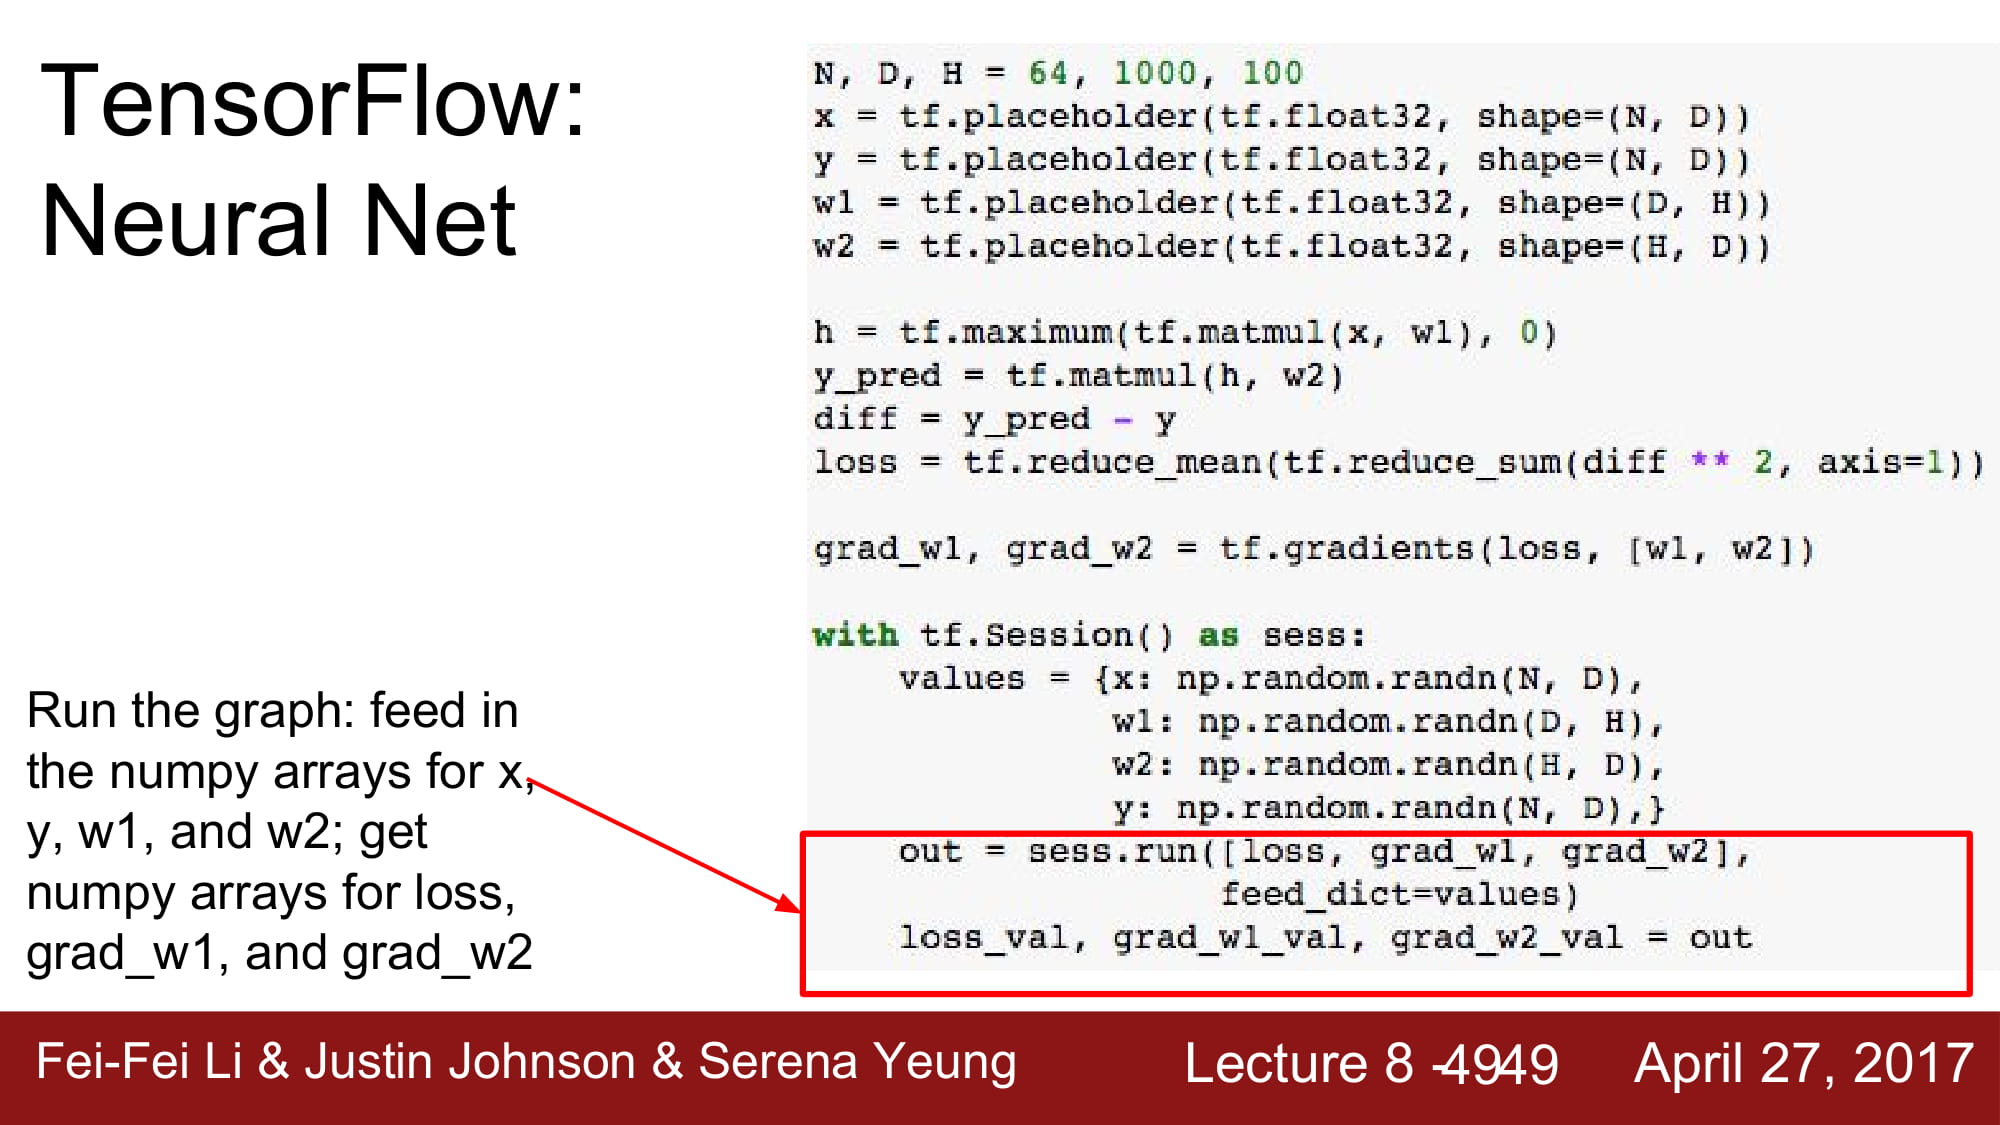 TensorFlow:
Neural Net
N, D, H = 64, 1000, 100
x = tf.placeholder(tf.float32, shape=(N, D))
y = tf.placeholder(tf.float32, shape=(N, D))
w1 = tf.placeholder(tf.float32, shape=(D, H))
w2 = tf.placeholder(tf.float32, shape=(H, D))
h = tf.maximum(tf.matmul(x, w1), 0)
y_pred = tf.matmul(h, w2)
diff = y_pred - y
loss = tf.reduce_mean(tf.reduce_sum(diff ** 2, axis=1))
grad_w1, grad_w2 = tf.gradients(loss, [w1, w2])
with tf.Session() as sess:
    values = {x: np.random.randn(N, D),
              w1: np.random.randn(D, H),
              w2: np.random.randn(H, D),
              y: np.random.randn(N, D),}
    out = sess.run([loss, grad_w1, grad_w2],
                   feed_dict=values)
    loss_val, grad_w1_val, grad_w2_val = out
Run the graph: feed in
the numpy arrays for x,
y, w1, and w2; get
numpy arrays for loss,
grad_w1, and grad_w2
Fei-Fei Li & Justin Johnson & Serena Yeung
Lecture 8 -4949
April 27, 2017